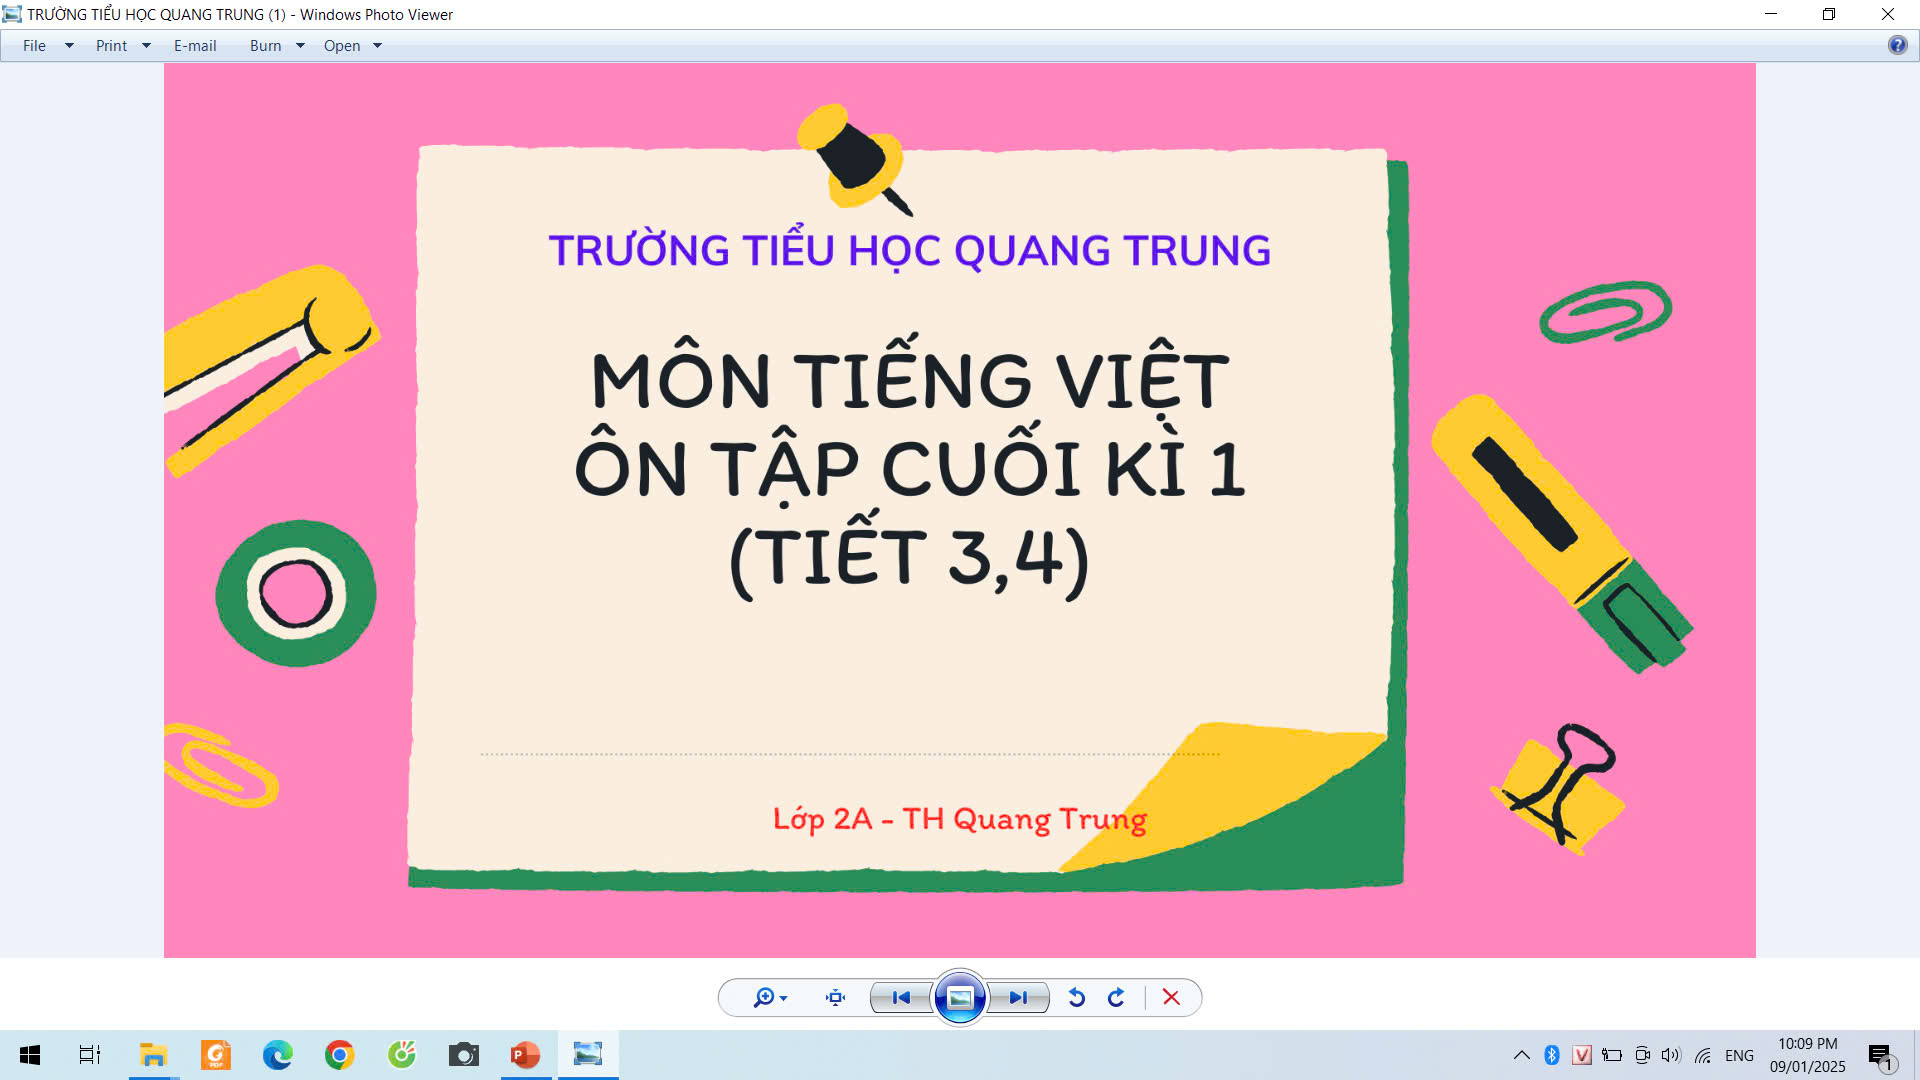 TRƯỜNG TIỂU HỌC QUANG TRUNG (1) - Windows Photo Viewer
File Print E-mail Burn Open
TRƯỜNG TIỂU HỌC QUANG TRUNG
MÔN TIẾNG VIỆT
ÔN TẬP CUỐI KÌ 1
(TIẾT 3,4)
Lớp 2A - TH Quang Trung
PDF
P
V
ENG
10:09 PM
09/01/2025
1